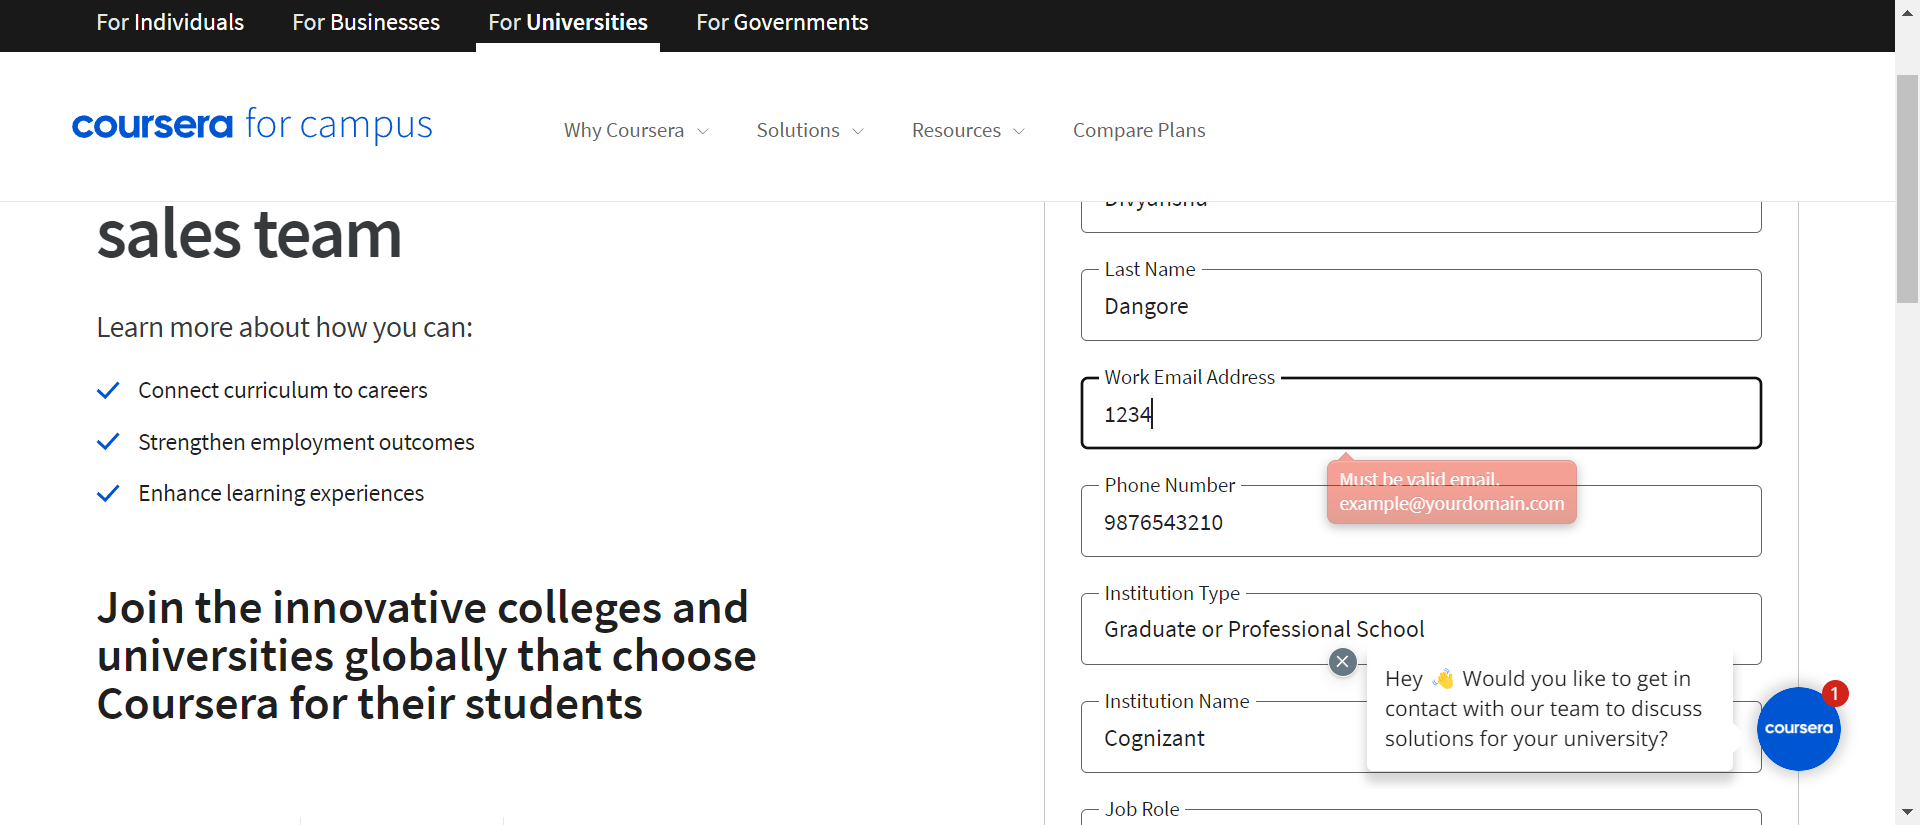 For Individuals
For Businesses
For Universities
For Governments
coursera for campus
Why Coursera
Solutions
Resources
Compare Plans
sales team
Learn more about how you can:
Connect curriculum to careers
Strengthen employment outcomes
Enhance learning experiences
Join the innovative colleges and
universities globally that choose
Coursera for their students
Divyanshu
Last Name
Dangore
Work Email Address
1234
Must be valid email.
example@yourdomain.com
Phone Number
9876543210
Institution Type
Graduate or Professional School
Institution Name
Cognizant
Job Role
Hey 👋 Would you like to get in
contact with our team to discuss
solutions for your university?
1
coursera